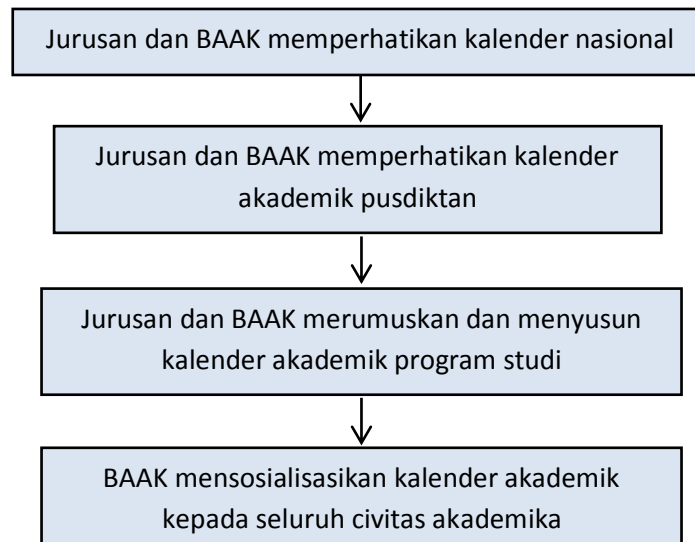 Jurusan dan BAAK memperhatikan kalender nasional
Jurusan dan BAAK memperhatikan kalender
akademik pusdiktan
Jurusan dan BAAK merumuskan dan menyusun
kalender akademik program studi
BAAK mensosialisasikan kalender akademik
kepada seluruh civitas akademika